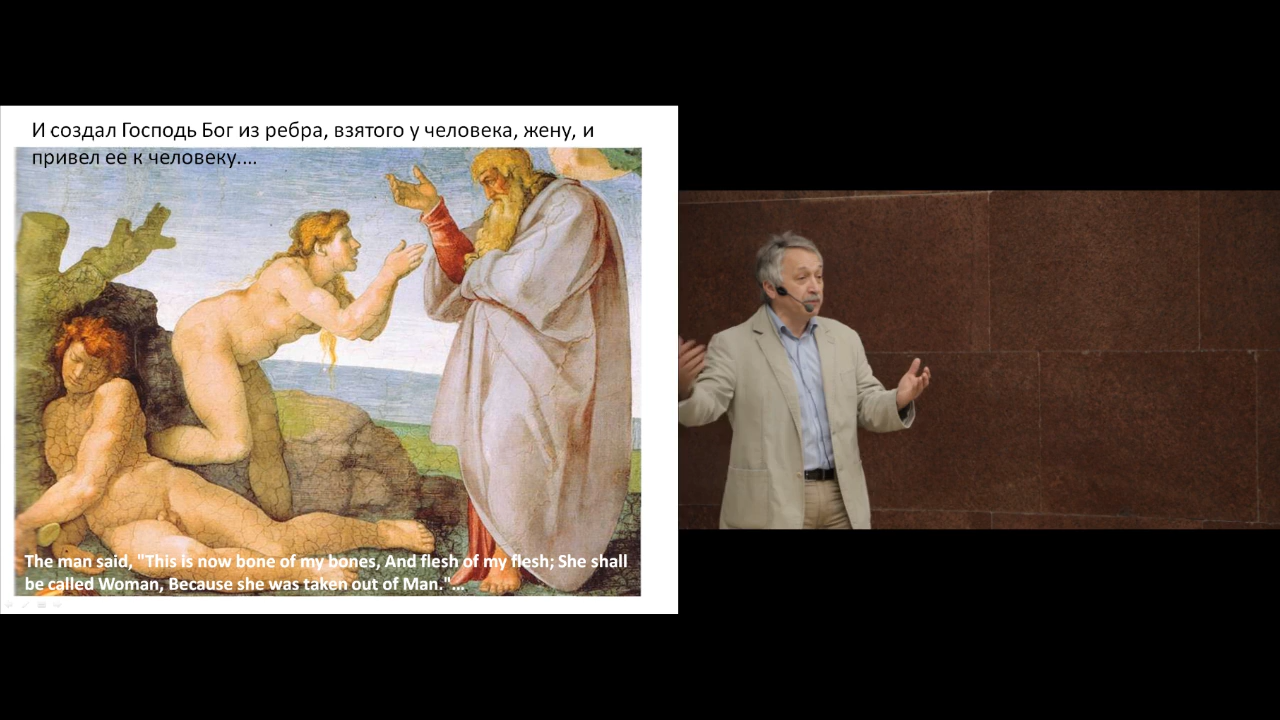 И создал Господь Бог из ребра, взятого у человека, жену, и
привел ее к человеку....
The man said, "This is now bone of my bones, And flesh of my flesh; She shall
be called Woman, Because she was taken out of Man."...